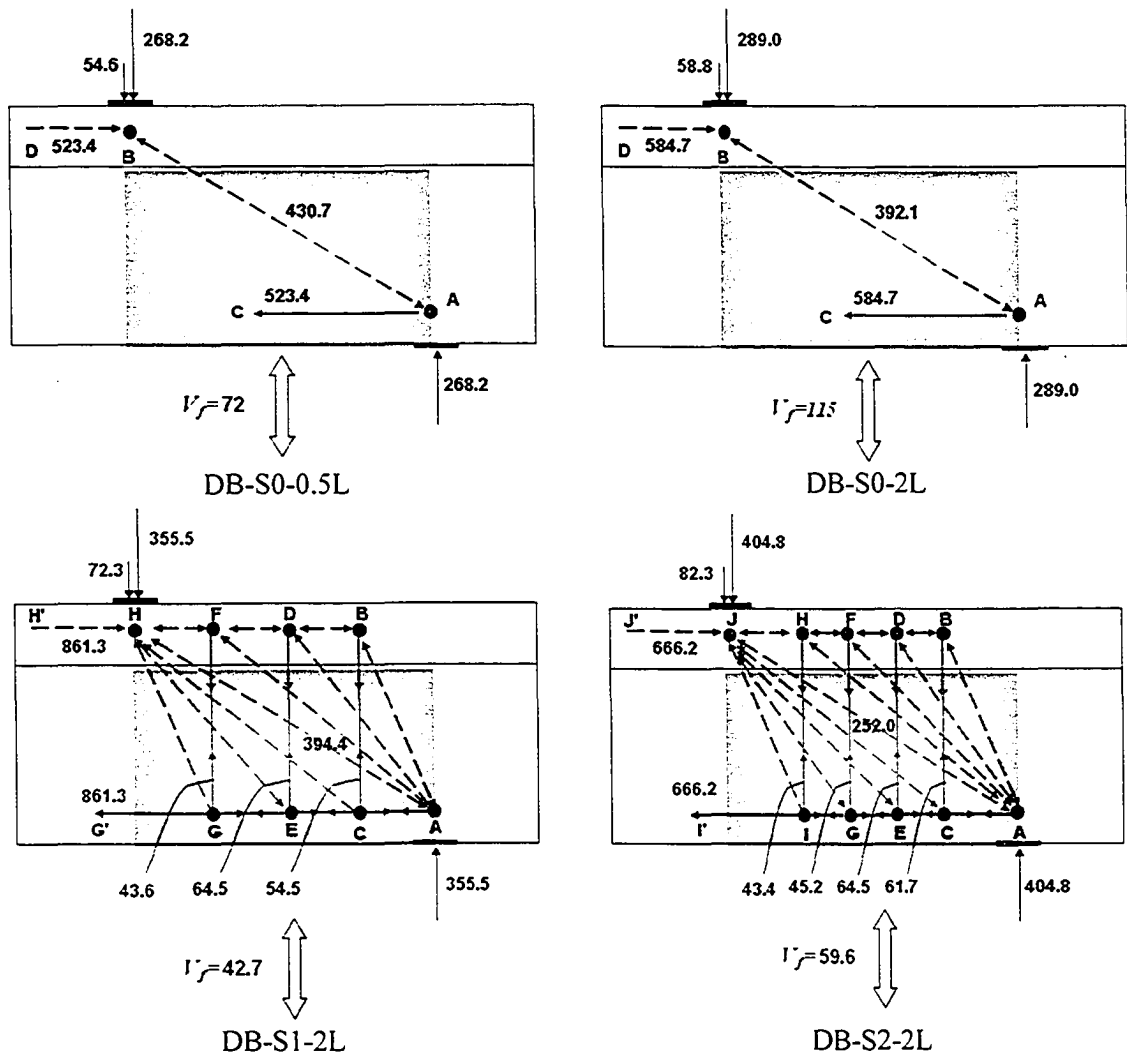 268.2
54.6
D
523.4
B
430.7
523.4
C
A
268.2
V_f=72
DB-S0-0.5L
289.0
58.8
D
584.7
B
392.1
584.7
C
A
289.0
V_f=115
DB-S0-2L
355.5
72.3
H'
H
F
D
B
861.3
394.4
861.3
G'
G
E
C
A
43.6
64.5
54.5
355.5
V_f=42.7
DB-S1-2L
404.8
82.3
J'
J
H
F
D
B
666.2
252.0
666.2
I'
I
G
E
C
A
43.4
45.2
64.5
61.7
404.8
V_f=59.6
DB-S2-2L